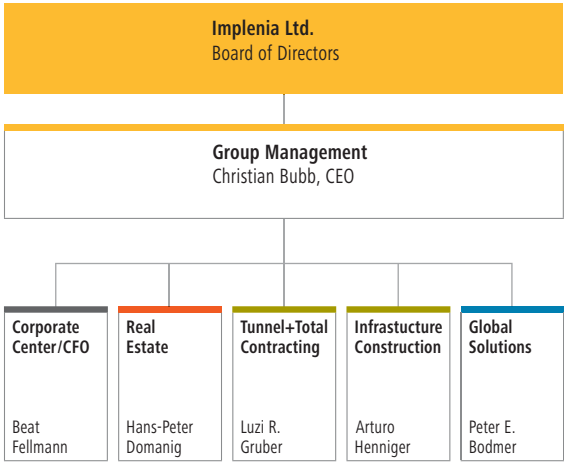 Implenia Ltd.
Board of Directors
Group Management
Christian Bubb, CEO
Corporate
Center/CFO
Beat
Fellmann
Real
Estate
Hans-Peter
Domanig
Tunnel+Total
Contracting
Luzi R.
Gruber
Infrastucture
Construction
Arturo
Henniger
Global
Solutions
Peter E.
Bodmer